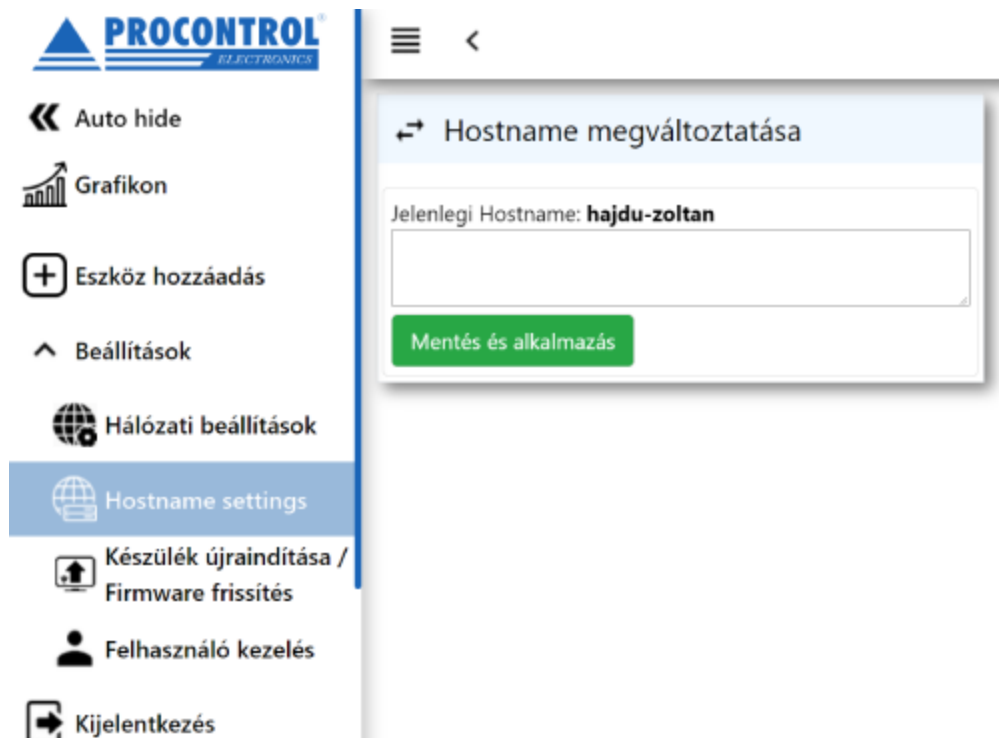 PROCONTROL®
ELECTRONICS
Auto hide
Grafikon
Eszköz hozzáadás
Beállítások
Hálózati beállítások
Hostname settings
Készülék újraindítása /
Firmware frissítés
Felhasználó kezelés
Kijelentkezés
Hostname megváltoztatása
Jelenlegi Hostname: hajdu-zoltan
Mentés és alkalmazás